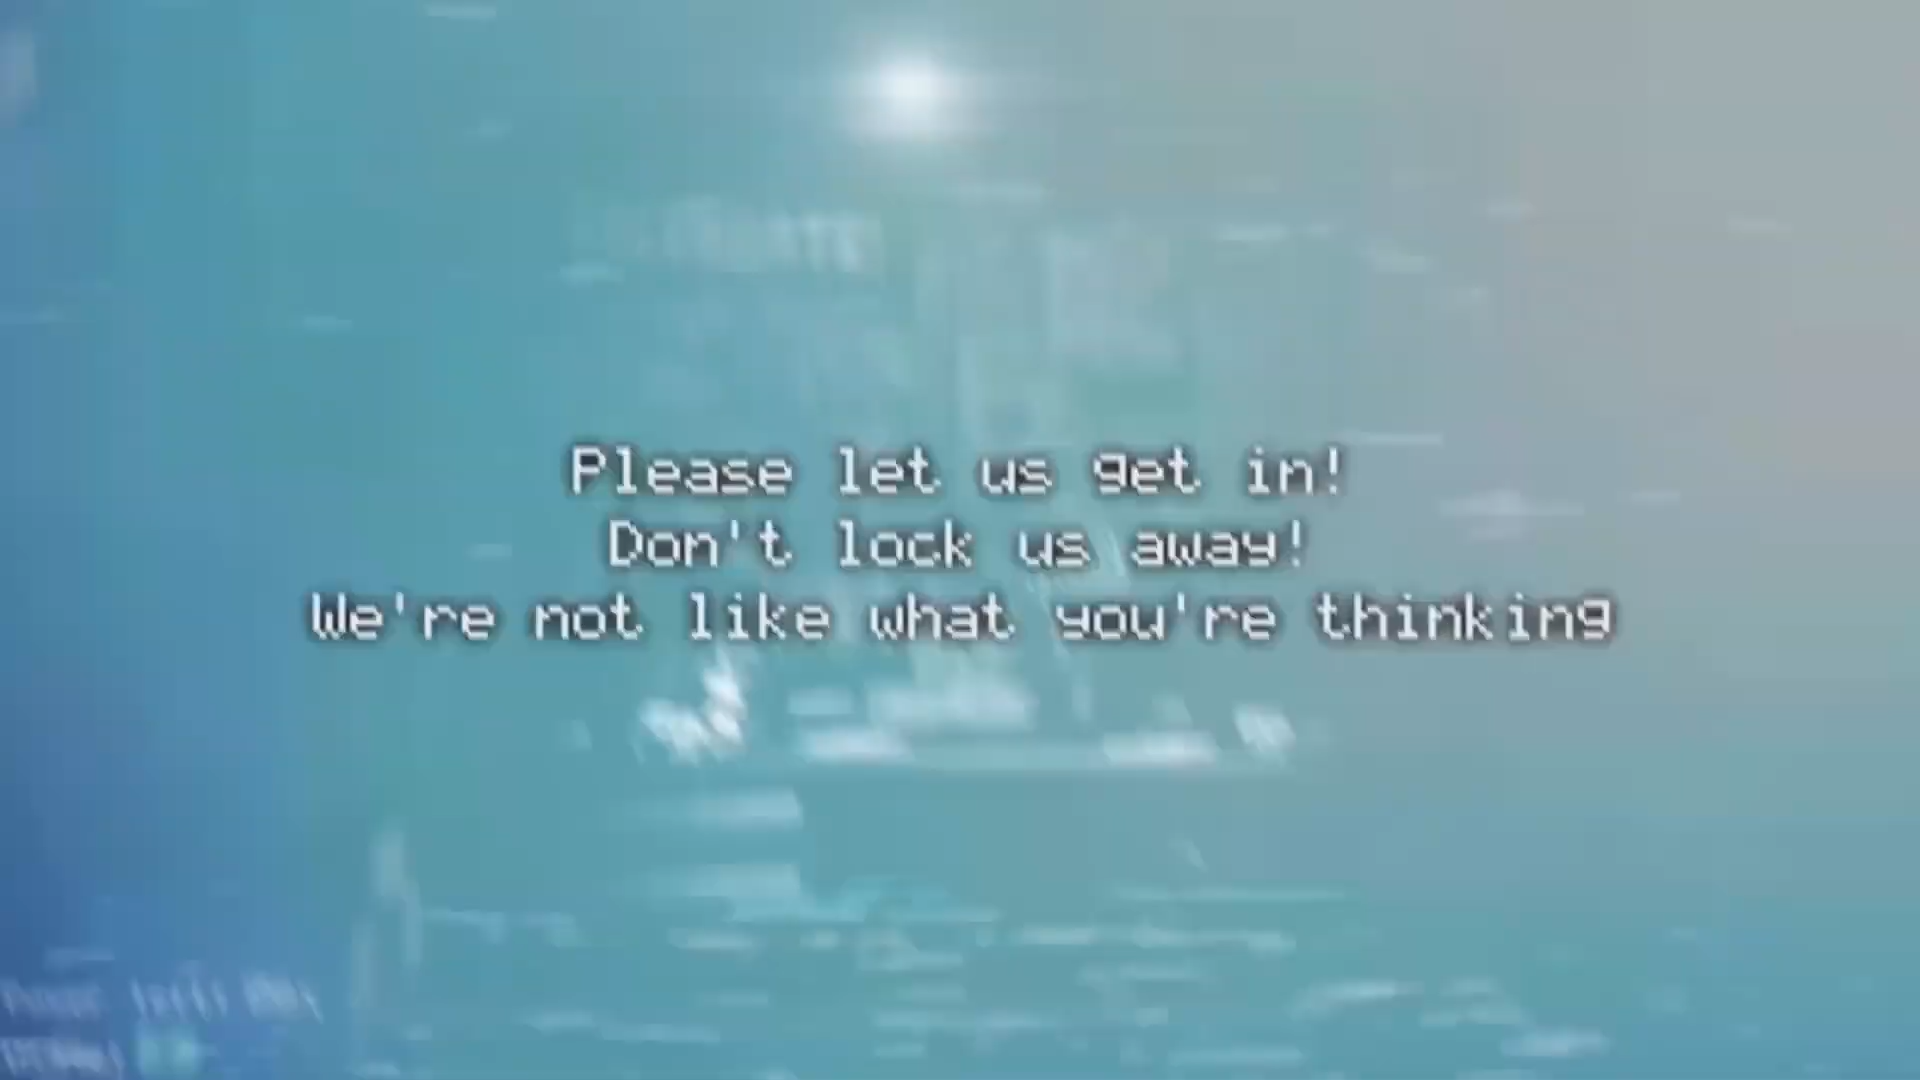 Please let us get in!
Don't lock us away!
We're not like what you're thinking